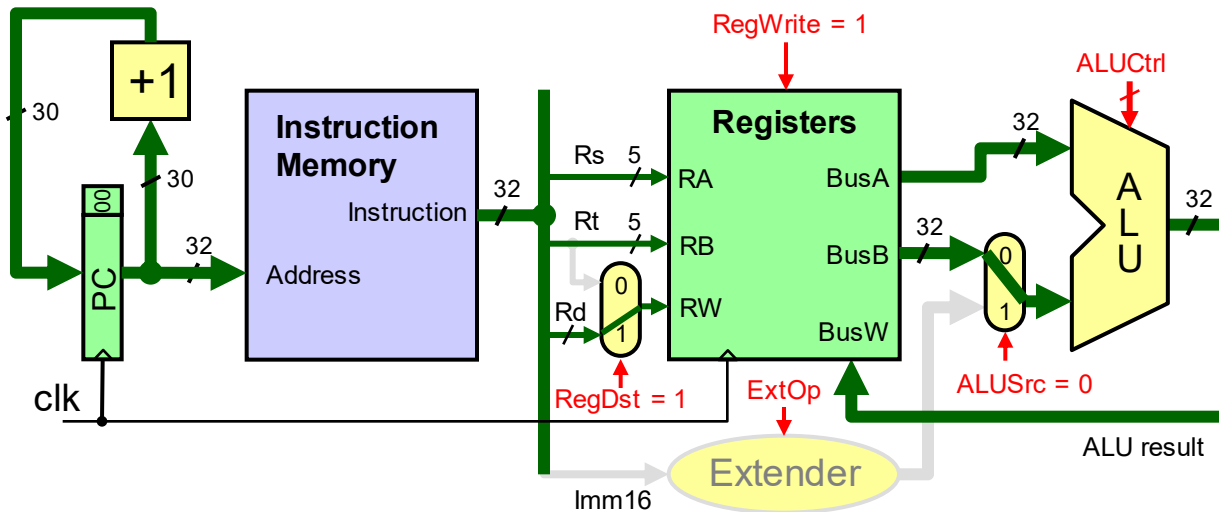 RegWrite = 1
ALUCtrl
+1
30
30
Instruction
Memory
Instruction
Address
32
32
00
PC
clk
Rs
5
Rt
5
Rd
0
1
RegDst = 1
Registers
RA
RB
RW
BusA
BusB
BusW
32
32
0
1
ALUSrc = 0
ALU
32
ExtOp
Extender
Imm16
ALU result